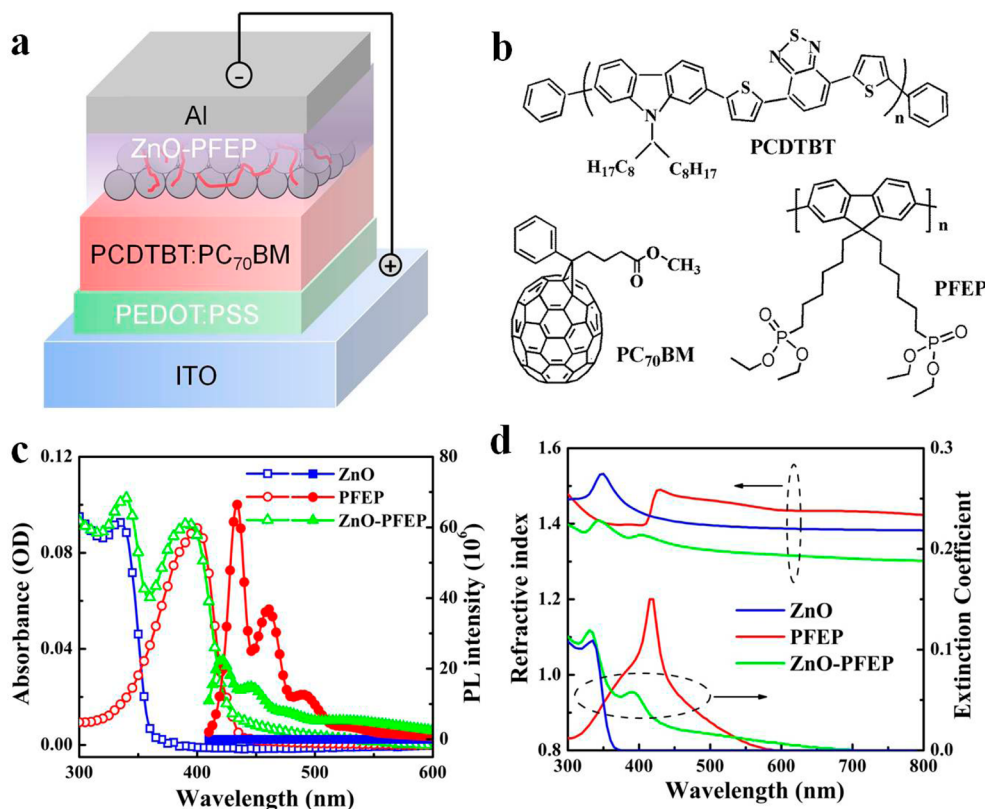 a
-
Al
ZnO-PFEP
PCDTBT:PC₇₀BM
+
PEDOT:PSS
ITO
b
N S N
S
S
N
n
H₁₇C₈
C₈H₁₇
PCDTBT
O
O
CH₃
PC₇₀BM
n
PFEP
O
P
O
O
O
P
O
O
c
Absorbance (OD)
0.12
0.08
0.04
0.00
300 400 500 600
Wavelength (nm)
80
60
40
20
0
PL intensity (10⁶)
ZnO
PFEP
ZnO-PFEP
d
Refractive index
1.6
1.4
1.2
1.0
0.8
300 400 500 600 700 800
Wavelength (nm)
0.3
0.2
0.1
0.0
Extinction Coefficient
ZnO
PFEP
ZnO-PFEP